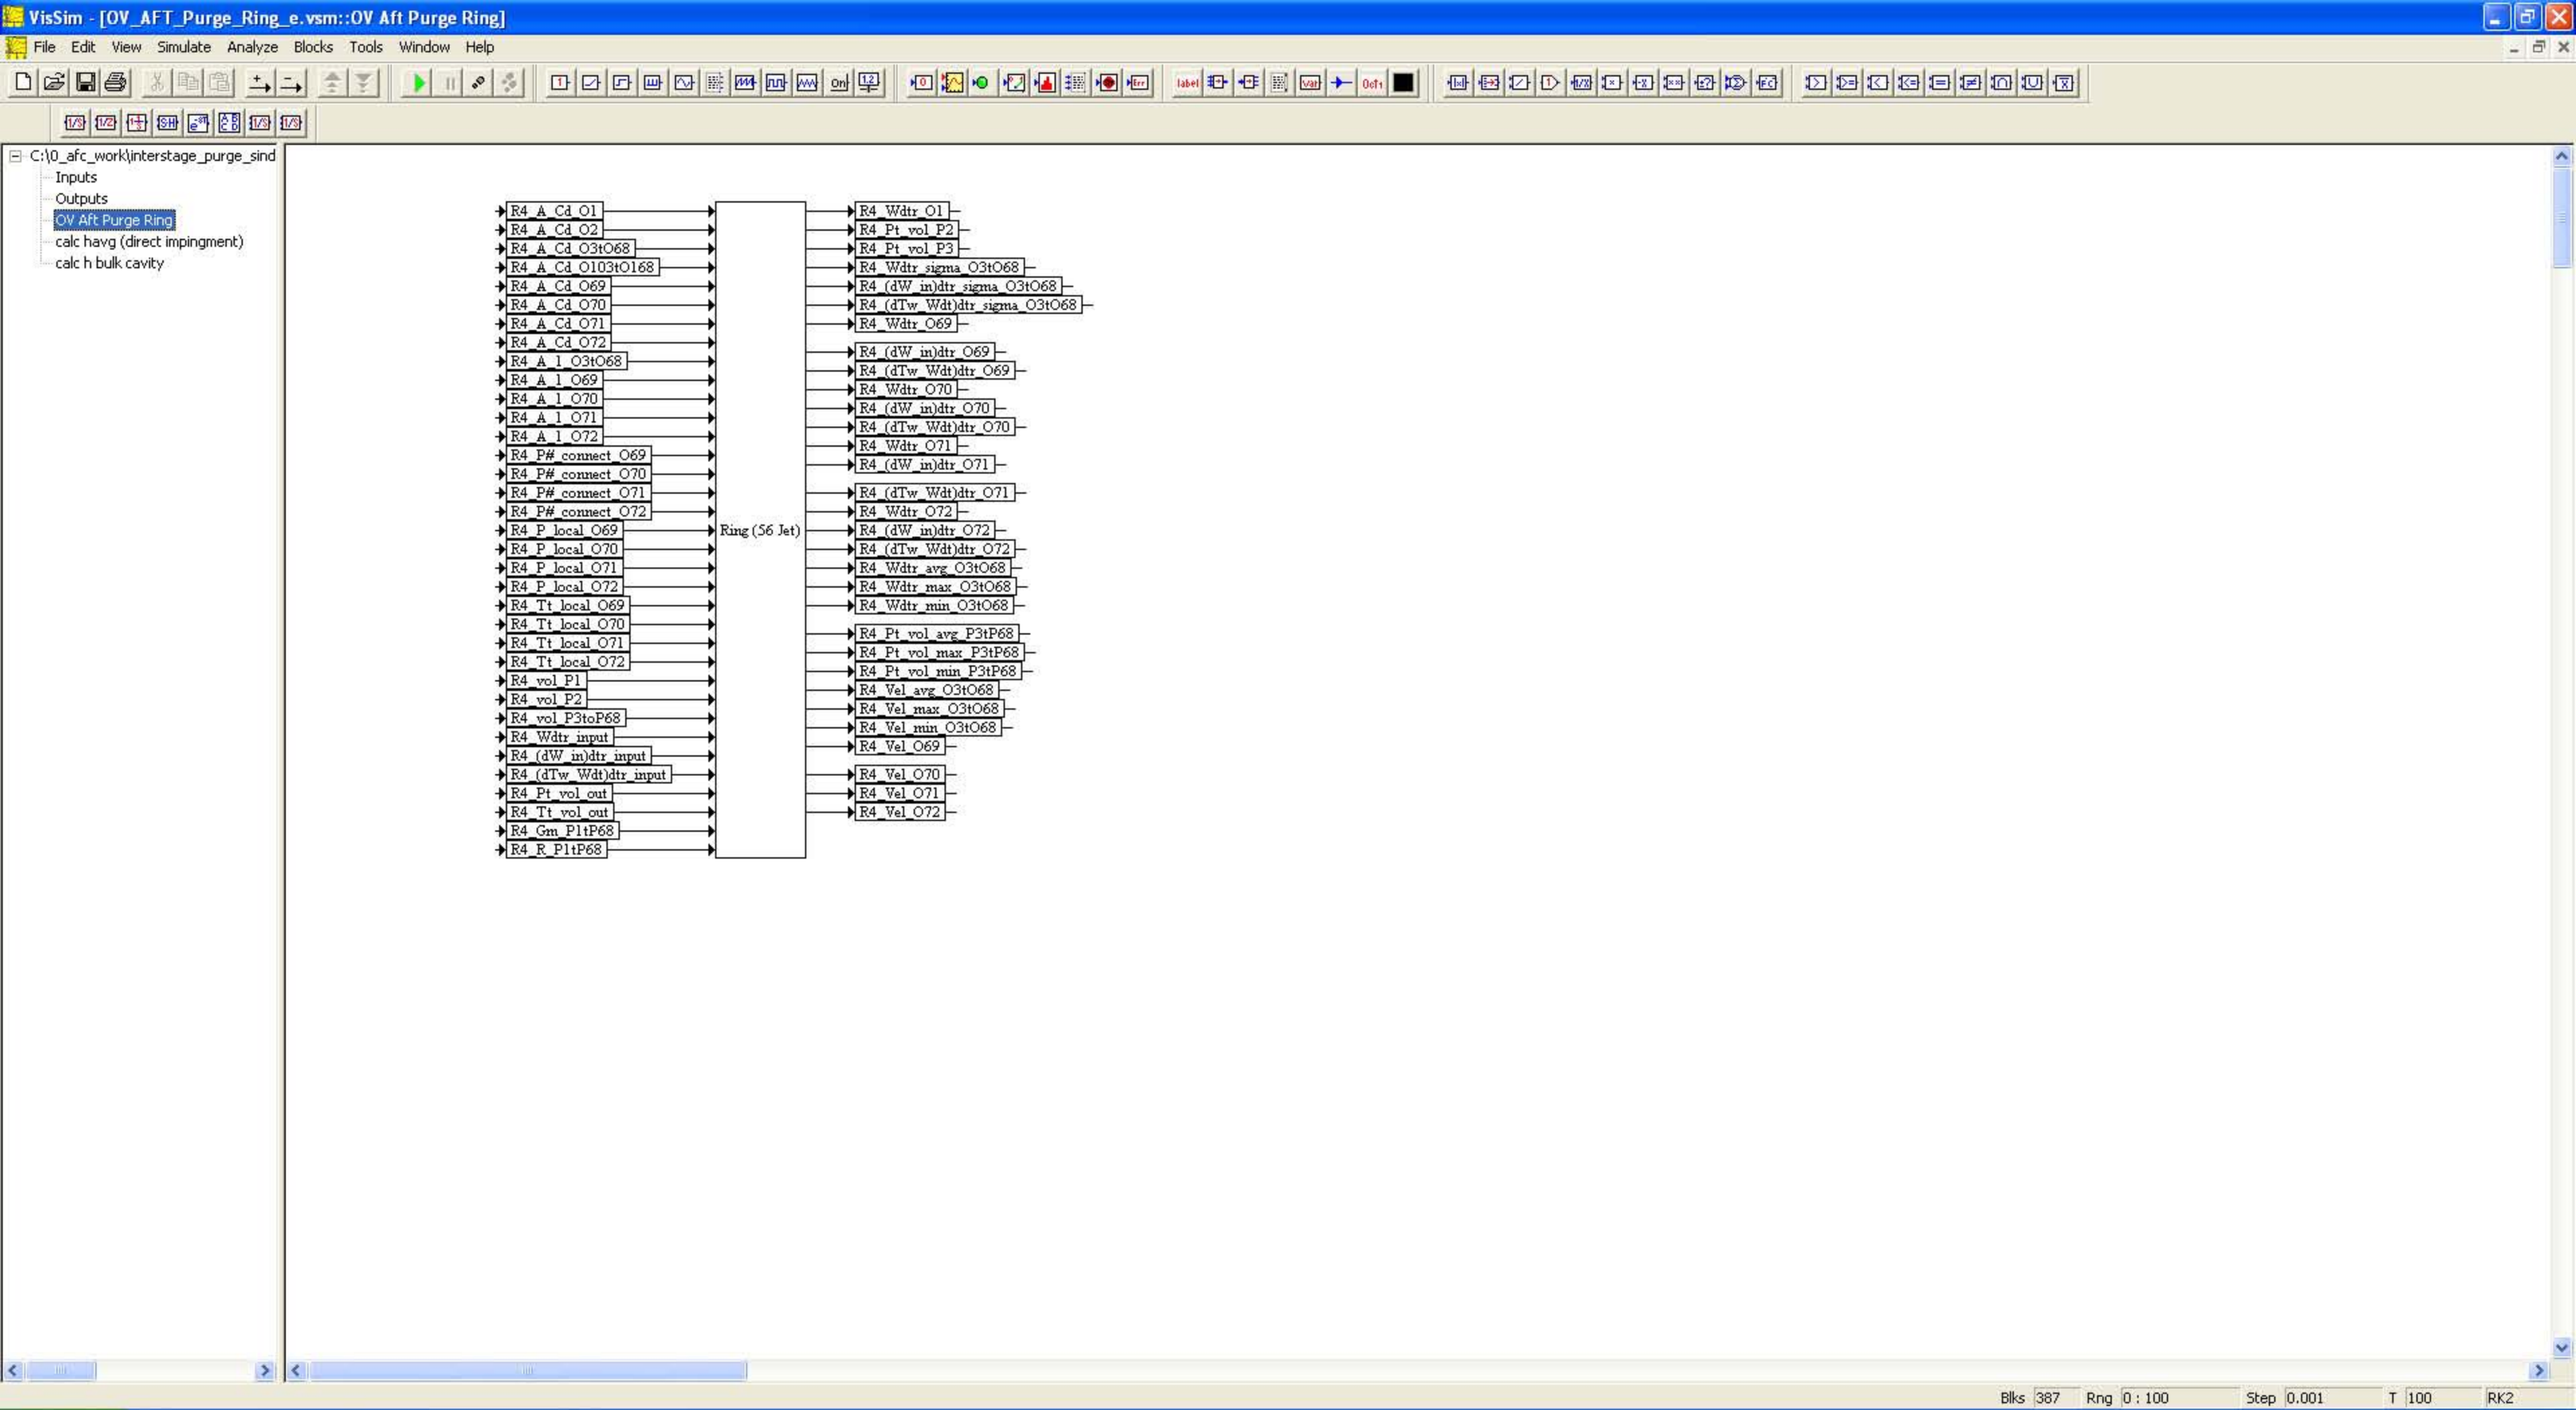 VisSim - [OV_AFT_Purge_Ring_e.vsm::OV Aft Purge Ring]
File Edit View Simulate Analyze Blocks Tools Window Help
C:\0_afc_work\interstage_purge_sind
Inputs
Outputs
OV Aft Purge Ring
calc havg (direct impingment)
calc h bulk cavity
R4_A_Cd_O1
R4_A_Cd_O2
R4_A_Cd_O3tO68
R4_A_Cd_O103tO168
R4_A_Cd_O69
R4_A_Cd_O70
R4_A_Cd_O71
R4_A_Cd_O72
R4_A_1_O3tO68
R4_A_1_O69
R4_A_1_O70
R4_A_1_O71
R4_A_1_O72
R4_P#_connect_O69
R4_P#_connect_O70
R4_P#_connect_O71
R4_P#_connect_O72
R4_P_local_O69
R4_P_local_O70
R4_P_local_O71
R4_P_local_O72
R4_Tt_local_O69
R4_Tt_local_O70
R4_Tt_local_O71
R4_Tt_local_O72
R4_vol_P1
R4_vol_P2
R4_vol_P3toP68
R4_Wdtr_input
R4_(dW_in)dtr_input
R4_(dTw_Wdt)dtr_input
R4_Pt_vol_out
R4_Tt_vol_out
R4_Gm_P1tP68
R4_R_P1tP68
Ring (56 Jet)
R4_Wdtr_O1
R4_Pt_vol_P2
R4_Pt_vol_P3
R4_Wdtr_sigma_O3tO68
R4_(dW_in)dtr_sigma_O3tO68
R4_(dTw_Wdt)dtr_sigma_O3tO68
R4_Wdtr_O69
R4_(dW_in)dtr_O69
R4_(dTw_Wdt)dtr_O69
R4_Wdtr_O70
R4_(dW_in)dtr_O70
R4_(dTw_Wdt)dtr_O70
R4_Wdtr_O71
R4_(dW_in)dtr_O71
R4_(dTw_Wdt)dtr_O71
R4_Wdtr_O72
R4_(dW_in)dtr_O72
R4_(dTw_Wdt)dtr_O72
R4_Wdtr_avg_O3tO68
R4_Wdtr_max_O3tO68
R4_Wdtr_min_O3tO68
R4_Pt_vol_avg_P3tP68
R4_Pt_vol_max_P3tP68
R4_Pt_vol_min_P3tP68
R4_Vel_avg_O3tO68
R4_Vel_max_O3tO68
R4_Vel_min_O3tO68
R4_Vel_O69
R4_Vel_O70
R4_Vel_O71
R4_Vel_O72
Blks 387 Rng 0 : 100 Step 0.001 T 100 RK2